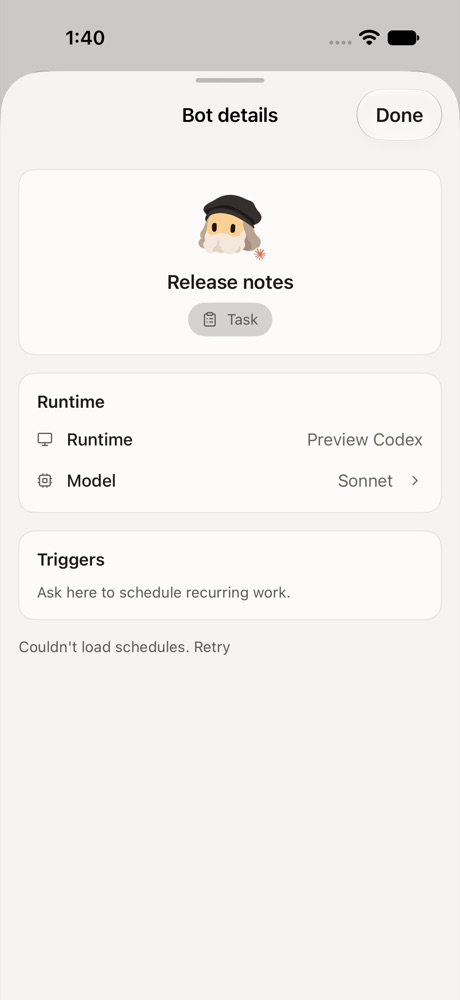 1:40
Bot details
Done
Release notes
Task
Runtime
Runtime Preview Codex
Model Sonnet
Triggers
Ask here to schedule recurring work.
Couldn't load schedules. Retry